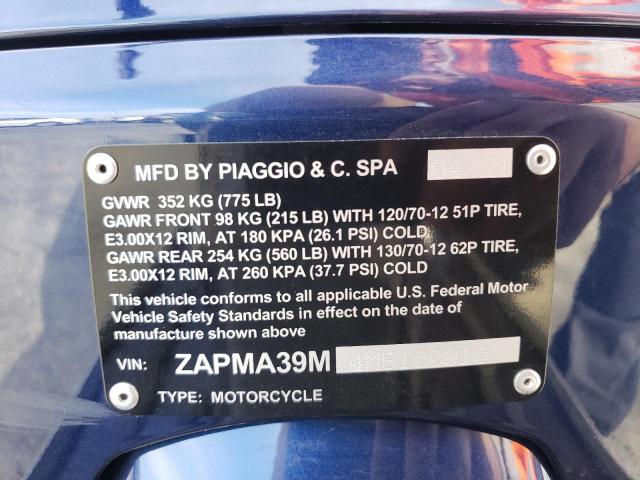 MFD BY PIAGGIO & C. SPA 04/21
GVWR 352 KG (775 LB)
GAWR FRONT 98 KG (215 LB) WITH 120/70-12 51P TIRE,
E3.00X12 RIM, AT 180 KPA (26.1 PSI) COLD
GAWR REAR 254 KG (560 LB) WITH 130/70-12 62P TIRE,
E3.00X12 RIM, AT 260 KPA (37.7 PSI) COLD
This vehicle conforms to all applicable U.S. Federal Motor
Vehicle Safety Standards in effect on the date of
manufacture shown above
VIN: ZAPMA39M
TYPE: MOTORCYCLE